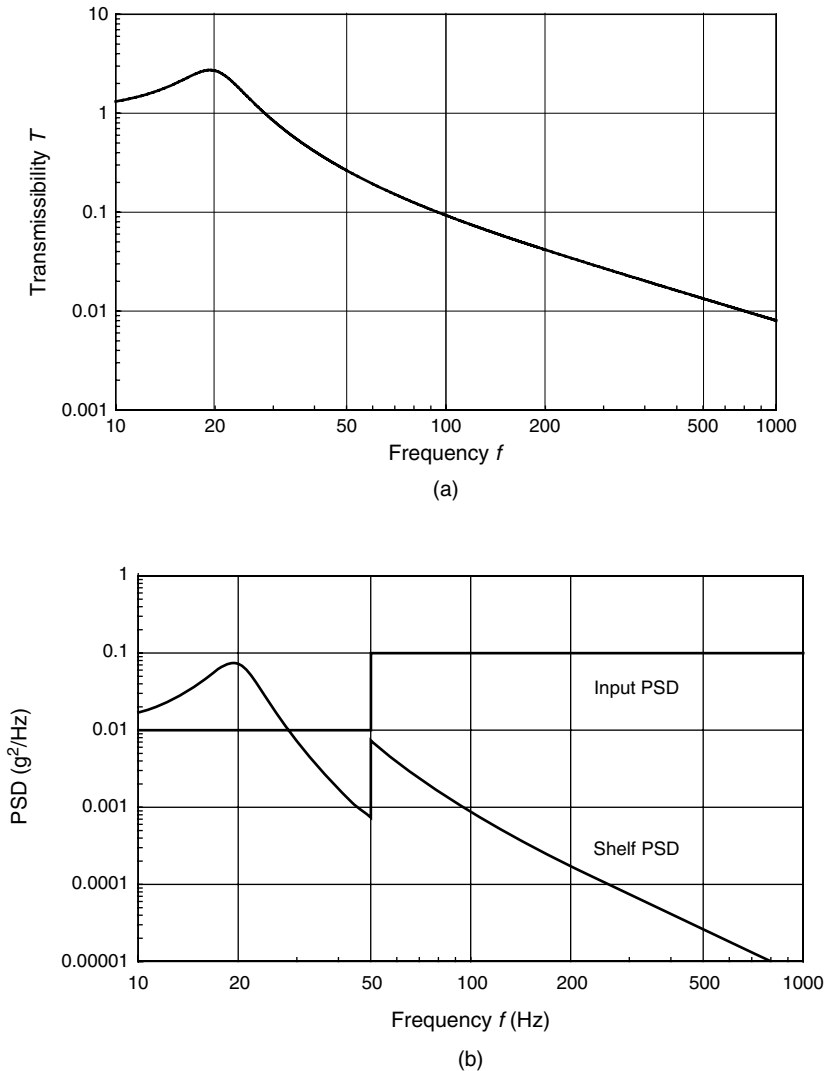 10
1
0.1
0.01
0.001
Transmissibility T
10 20 50 100 200 500 1000
Frequency f
(a)
1
0.1
0.01
0.001
0.0001
0.00001
PSD (g²/Hz)
Input PSD
Shelf PSD
10 20 50 100 200 500 1000
Frequency f (Hz)
(b)